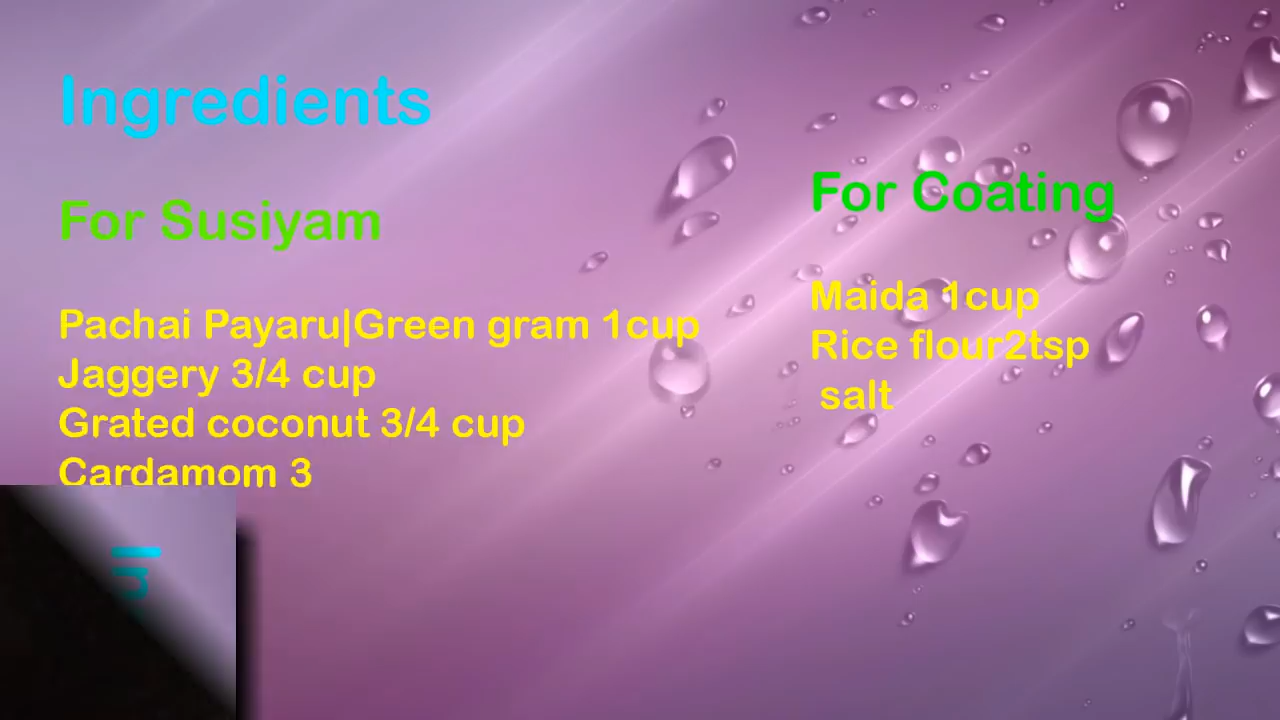 Ingredients
For Susiyam
Pachai Payaru|Green gram 1cup
Jaggery 3/4 cup
Grated coconut 3/4 cup
Cardamom 3
For Coating
Maida 1cup
Rice flour2tsp
salt